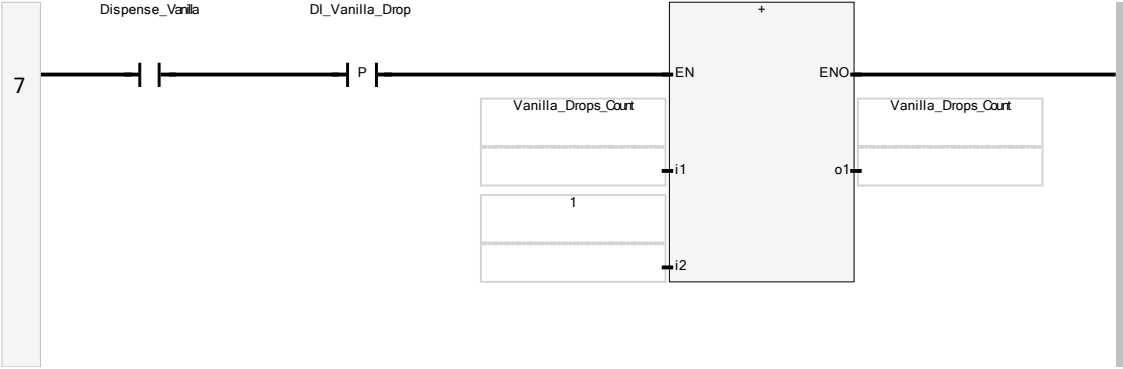 Dispense_Vanilla DI_Vanilla_Drop +
7 P EN ENO
Vanilla_Drops_Count Vanilla_Drops_Count
i1 o1
1
i2